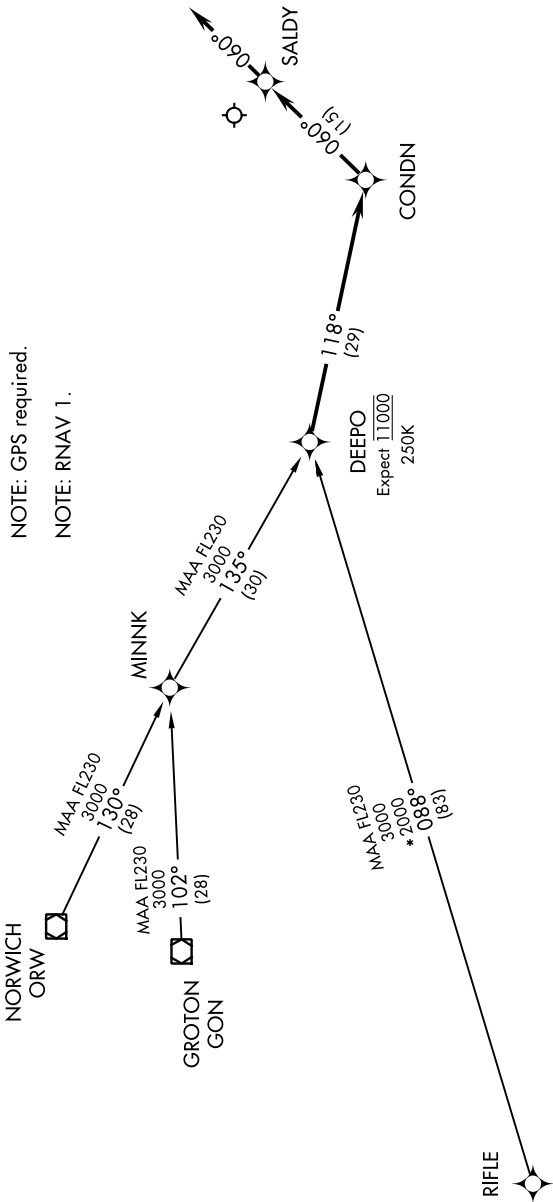 NOTE: GPS required.
NOTE: RNAV 1.
NORWICH
ORW
MAA FL230
3000
130°
(28)
GROTON
GON
MAA FL230
3000
102°
(28)
MINNK
MAA FL230
3000
135°
(30)
RIFLE
MAA FL230
3000
* 2000
088°
(83)
DEEPO
Expect 11000
250K
118°
(29)
CONDN
060°
(15)
SALDY
060°